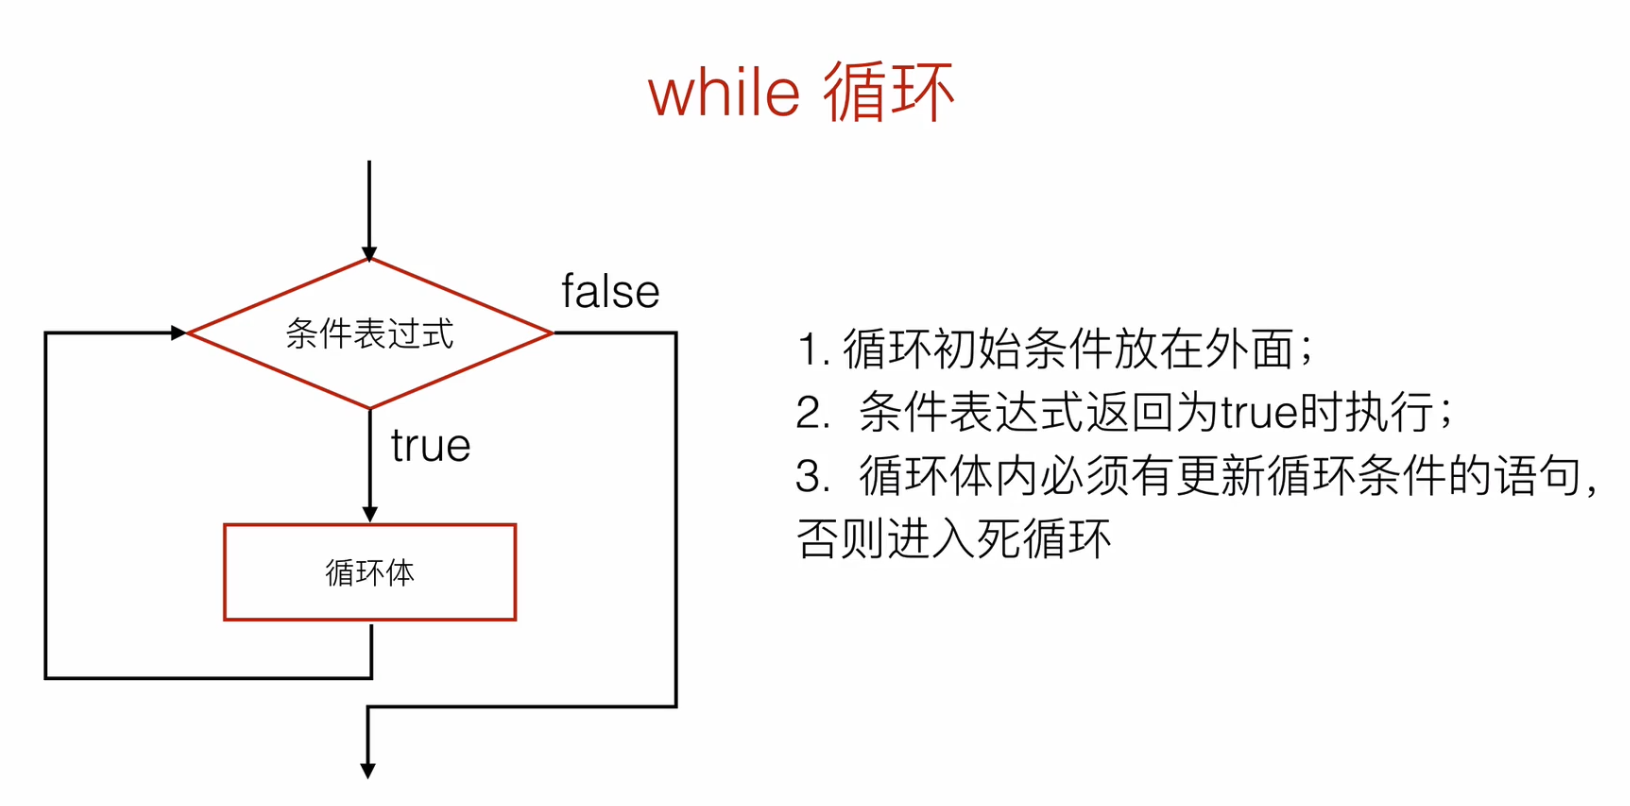 while 循环
false
条件表过式
true
循环体
1. 循环初始条件放在外面；
2. 条件表达式返回为true时执行；
3. 循环体内必须有更新循环条件的语句，
否则进入死循环